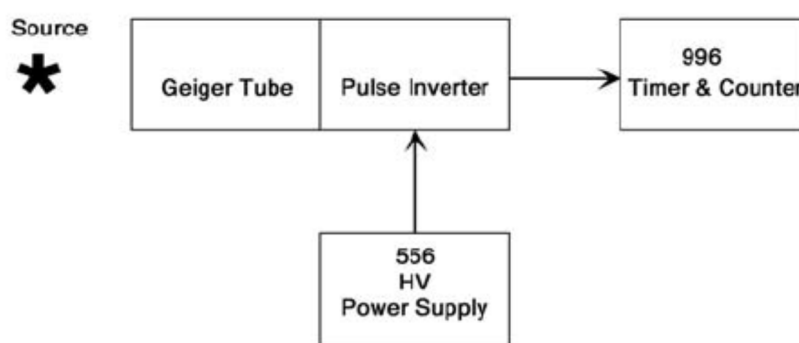 Source
Geiger Tube
Pulse Inverter
996
Timer & Counter
556
HV
Power Supply